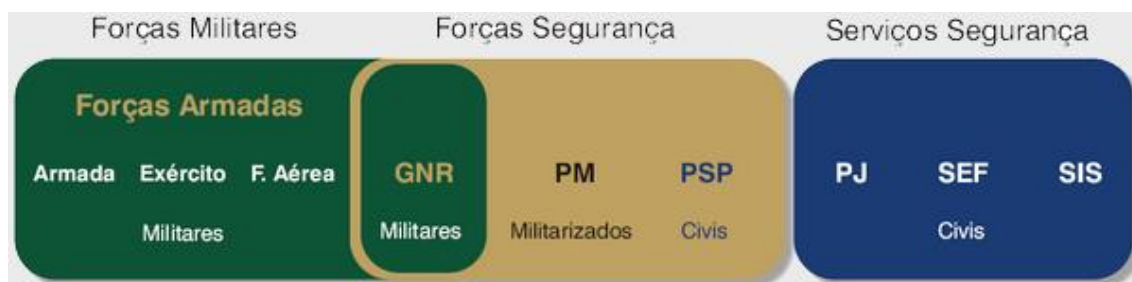 Forças Militares Forças Segurança Serviços Segurança
Forças Armadas
Armada Exército F. Aérea GNR PM PSP PJ SEF SIS
Militares Militares Militarizados Civis Civis